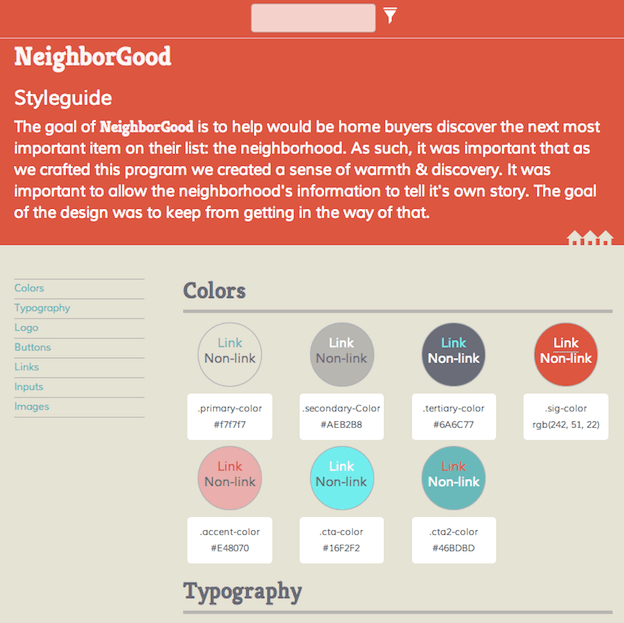 NeighborGood
Styleguide
The goal of NeighborGood is to help would be home buyers discover the next most
important item on their list: the neighborhood. As such, it was important that as
we crafted this program we created a sense of warmth & discovery. It was
important to allow the neighborhood's information to tell it's own story. The goal
of the design was to keep from getting in the way of that.
Colors
Typography
Logo
Buttons
Links
Inputs
Images
Colors
Link
Non-link
.primary-color
#f7f7f7
Link
Non-link
.secondary-Color
#AEB2B8
Link
Non-link
.tertiary-color
#6A6C77
Link
Non-link
.sig-color
rgb(242, 51, 22)
Link
Non-link
.accent-color
#E48070
Link
Non-link
.cta-color
#16F2F2
Link
Non-link
.cta2-color
#46BDBD
Typography